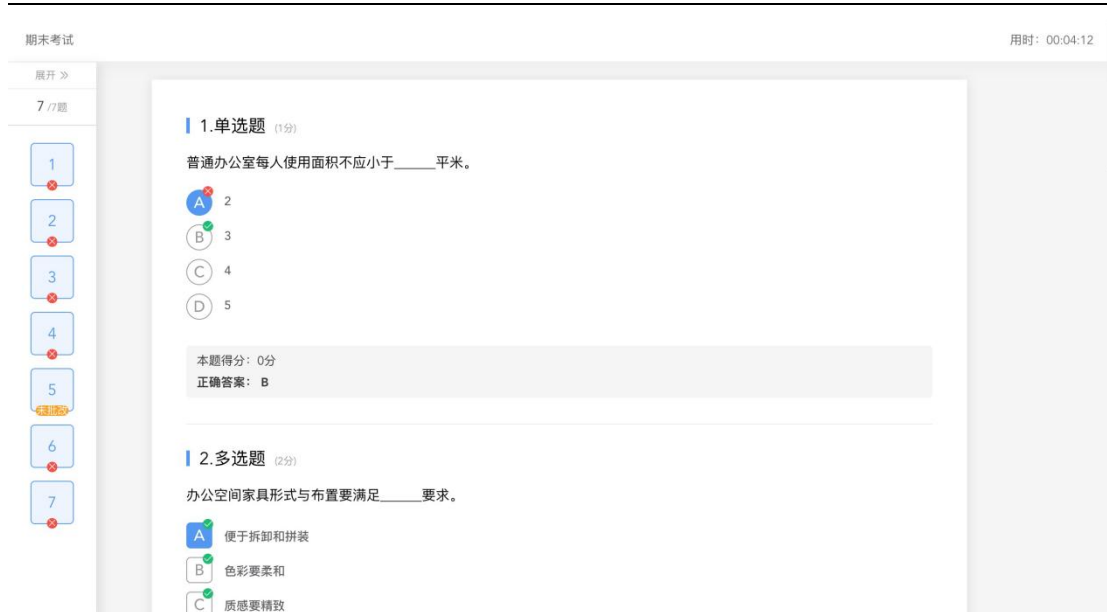 期末考试
用时：00:04:12
展开 >>
7 /7题
1
2
3
4
5
未批改
6
7
1.单选题 (1分)
普通办公室每人使用面积不应小于______平米。
A 2
B 3
C 4
D 5
本题得分：0分
正确答案： B
2.多选题 (2分)
办公空间家具形式与布置要满足______要求。
A 便于拆卸和拼装
B 色彩要柔和
C 质感要精致